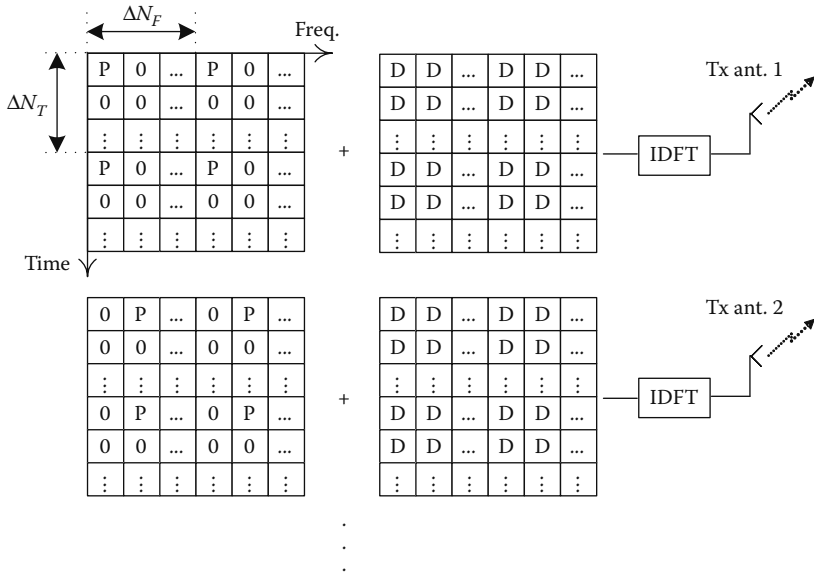 ΔN_F
Freq.
ΔN_T
P 0 ... P 0 ...
0 0 ... 0 0 ...
⋮ ⋮ ⋮ ⋮ ⋮ ⋮
P 0 ... P 0 ...
0 0 ... 0 0 ...
⋮ ⋮ ⋮ ⋮ ⋮ ⋮
Time
+
D D ... D D ...
D D ... D D ...
⋮ ⋮ ⋮ ⋮ ⋮ ⋮
D D ... D D ...
D D ... D D ...
⋮ ⋮ ⋮ ⋮ ⋮ ⋮
IDFT
Tx ant. 1
0 P ... 0 P ...
0 0 ... 0 0 ...
⋮ ⋮ ⋮ ⋮ ⋮ ⋮
0 P ... 0 P ...
0 0 ... 0 0 ...
⋮ ⋮ ⋮ ⋮ ⋮ ⋮
+
D D ... D D ...
D D ... D D ...
⋮ ⋮ ⋮ ⋮ ⋮ ⋮
D D ... D D ...
D D ... D D ...
⋮ ⋮ ⋮ ⋮ ⋮ ⋮
IDFT
Tx ant. 2
.
.
.